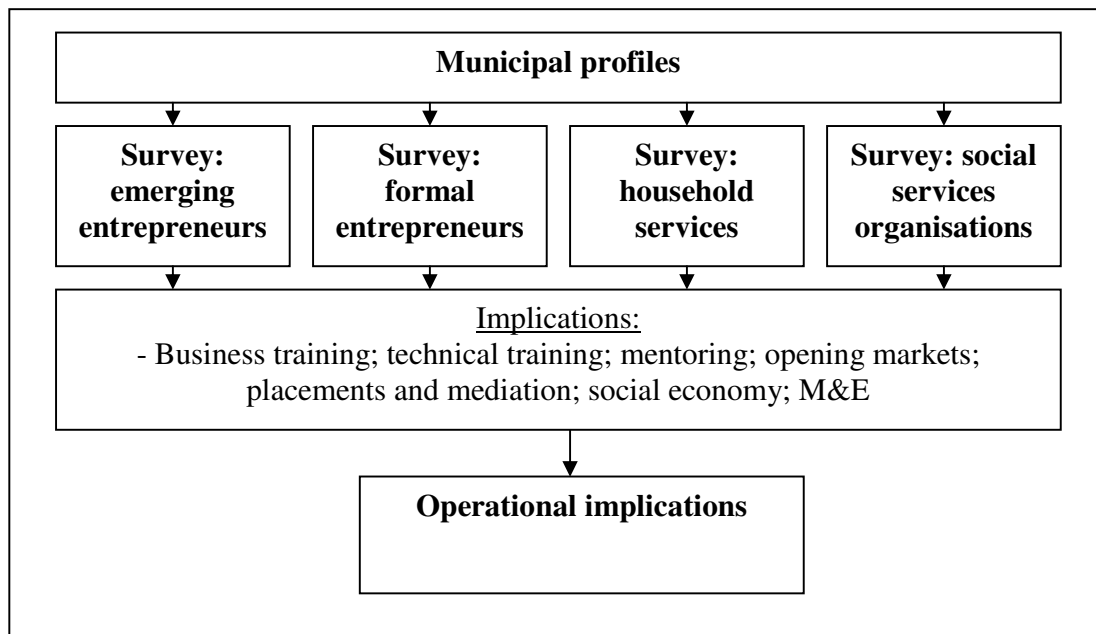 Municipal profiles
Survey:
emerging
entrepreneurs
Survey:
formal
entrepreneurs
Survey:
household
services
Survey: social
services
organisations
Implications:
- Business training; technical training; mentoring; opening markets;
placements and mediation; social economy; M&E
Operational implications